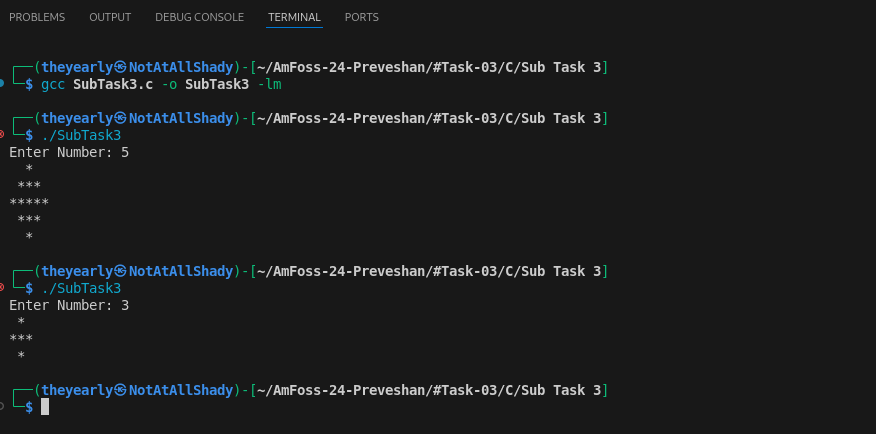 PROBLEMS OUTPUT DEBUG CONSOLE TERMINAL PORTS
┌──(theyearly㉿NotAtAllShady)-[~/AmFoss-24-Preveshan/#Task-03/C/Sub Task 3]
└─$ gcc SubTask3.c -o SubTask3 -lm
┌──(theyearly㉿NotAtAllShady)-[~/AmFoss-24-Preveshan/#Task-03/C/Sub Task 3]
└─$ ./SubTask3
Enter Number: 5
  *
 ***
*****
 ***
  *
┌──(theyearly㉿NotAtAllShady)-[~/AmFoss-24-Preveshan/#Task-03/C/Sub Task 3]
└─$ ./SubTask3
Enter Number: 3
 *
***
 *
┌──(theyearly㉿NotAtAllShady)-[~/AmFoss-24-Preveshan/#Task-03/C/Sub Task 3]
└─$